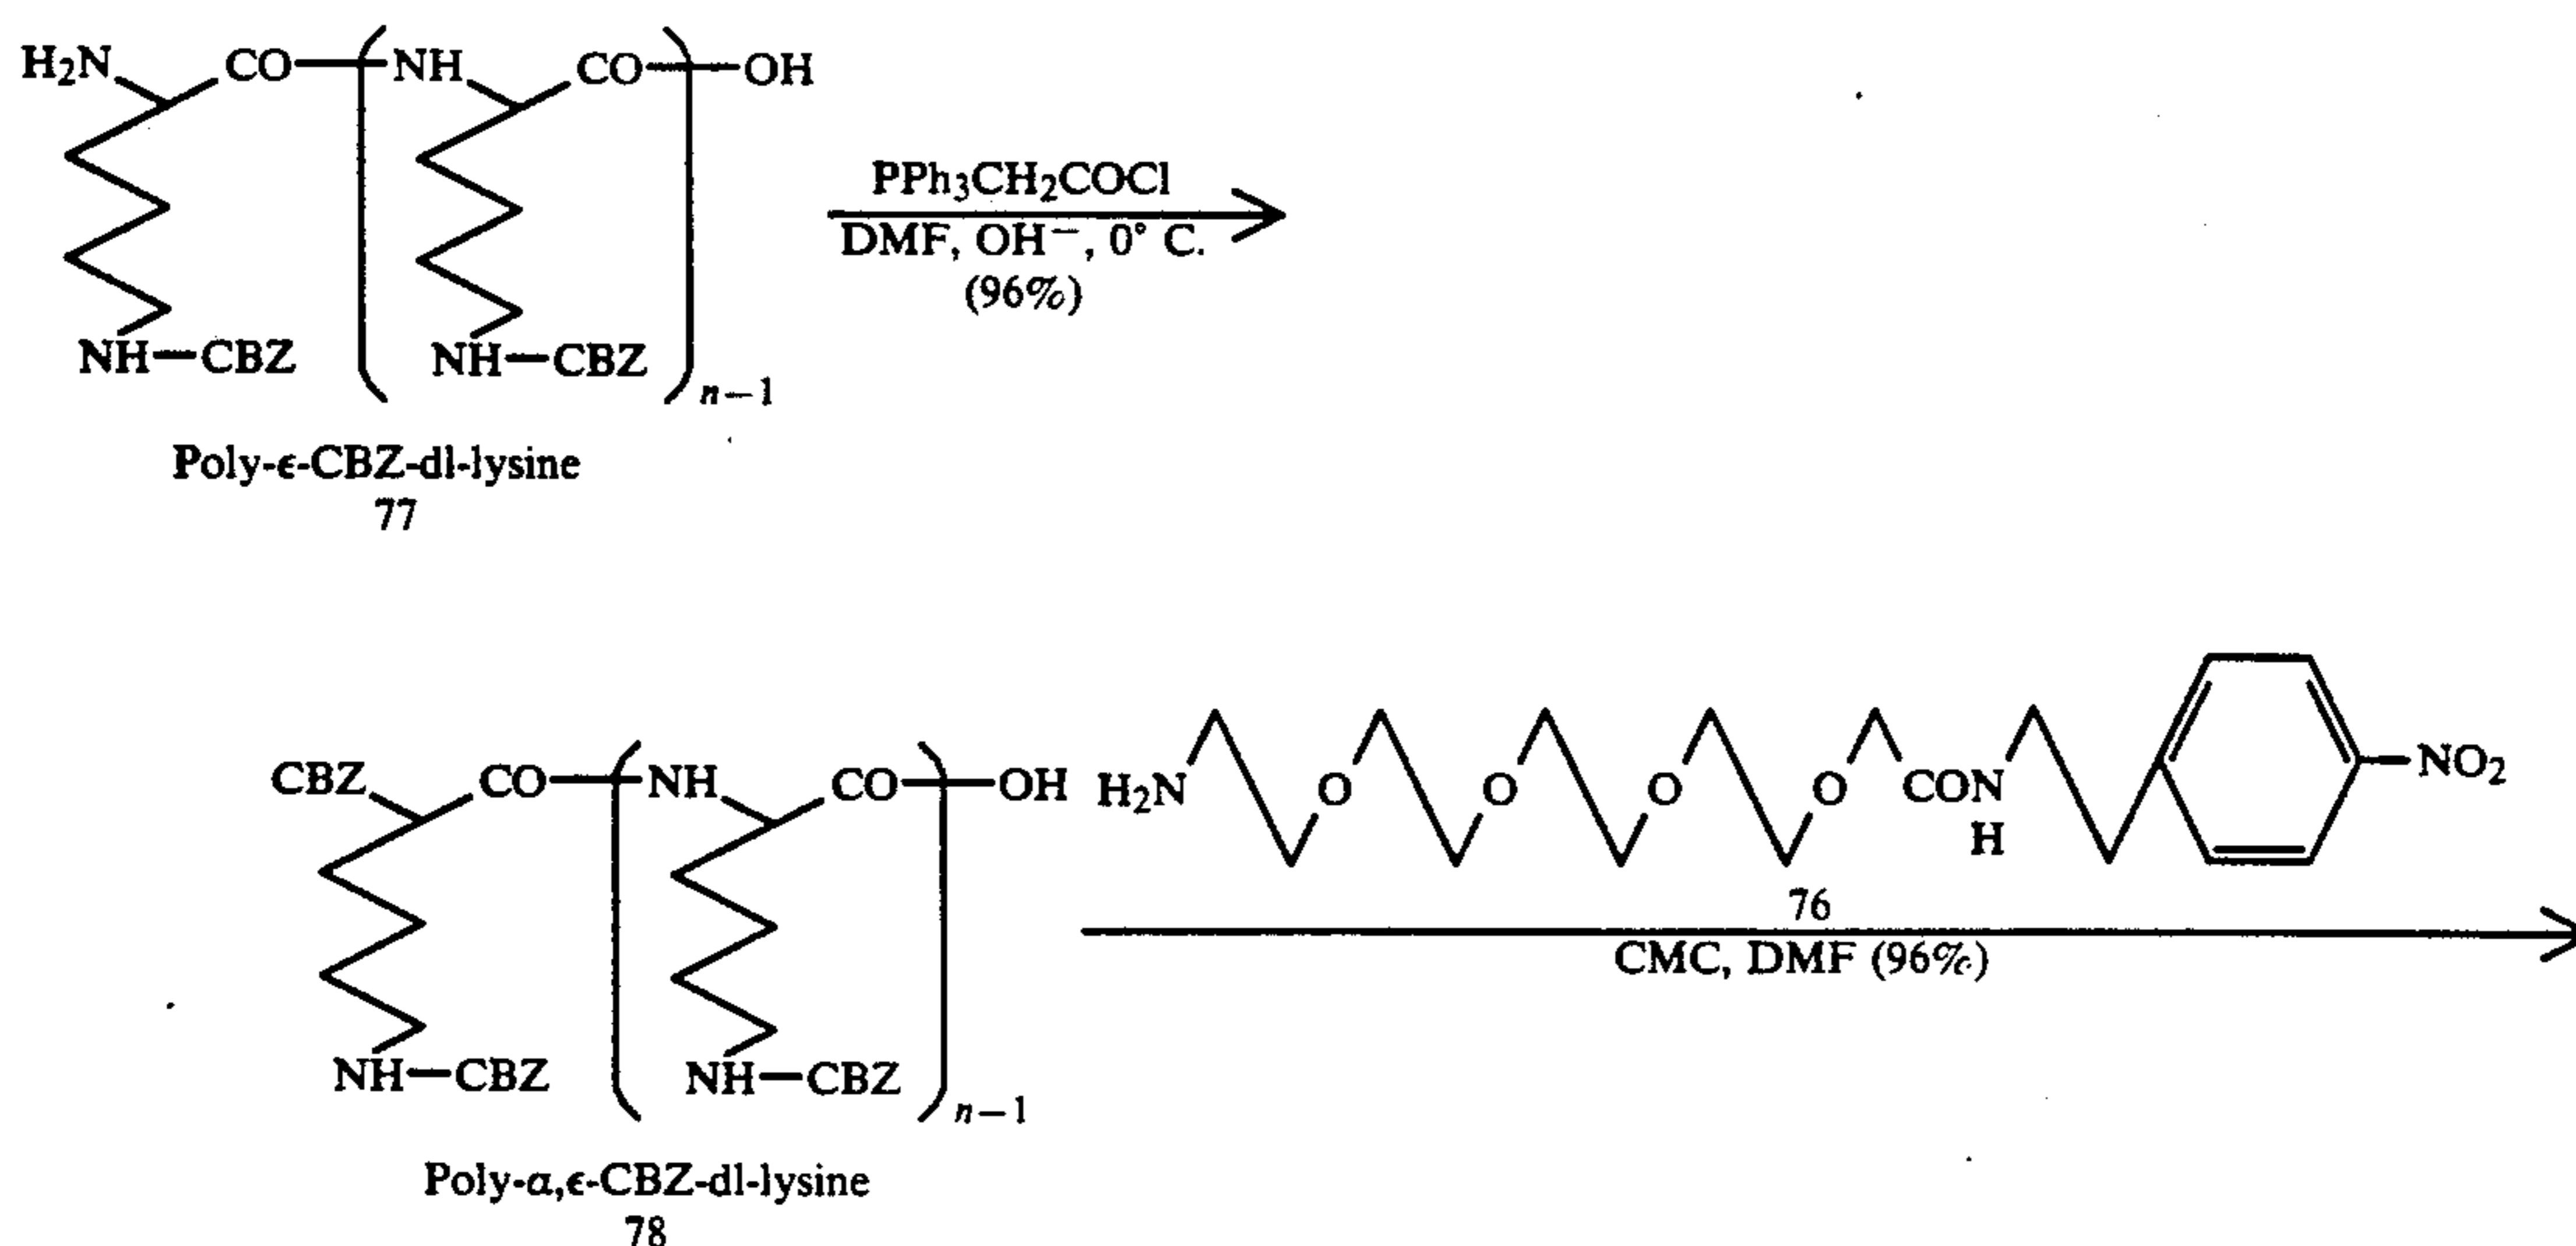 H₂N CO NH CO OH
PPh₃CH₂COCl
DMF, OH⁻, 0° C.
(96%)
NH—CBZ NH—CBZ
n−1
Poly-ϵ-CBZ-dl-lysine
77
CBZ CO NH CO OH H₂N O O O O CON NO₂
H
76
CMC, DMF (96%)
NH—CBZ NH—CBZ
n−1
Poly-α,ϵ-CBZ-dl-lysine
78